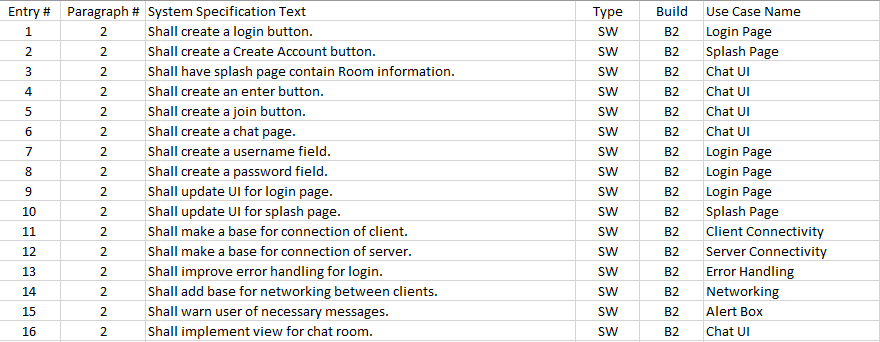 Entry # Paragraph # System Specification Text Type Build Use Case Name
1 2 Shall create a login button. SW B2 Login Page
2 2 Shall create a Create Account button. SW B2 Splash Page
3 2 Shall have splash page contain Room information. SW B2 Chat UI
4 2 Shall create an enter button. SW B2 Chat UI
5 2 Shall create a join button. SW B2 Chat UI
6 2 Shall create a chat page. SW B2 Chat UI
7 2 Shall create a username field. SW B2 Login Page
8 2 Shall create a password field. SW B2 Login Page
9 2 Shall update UI for login page. SW B2 Login Page
10 2 Shall update UI for splash page. SW B2 Splash Page
11 2 Shall make a base for connection of client. SW B2 Client Connectivity
12 2 Shall make a base for connection of server. SW B2 Server Connectivity
13 2 Shall improve error handling for login. SW B2 Error Handling
14 2 Shall add base for networking between clients. SW B2 Networking
15 2 Shall warn user of necessary messages. SW B2 Alert Box
16 2 Shall implement view for chat room. SW B2 Chat UI